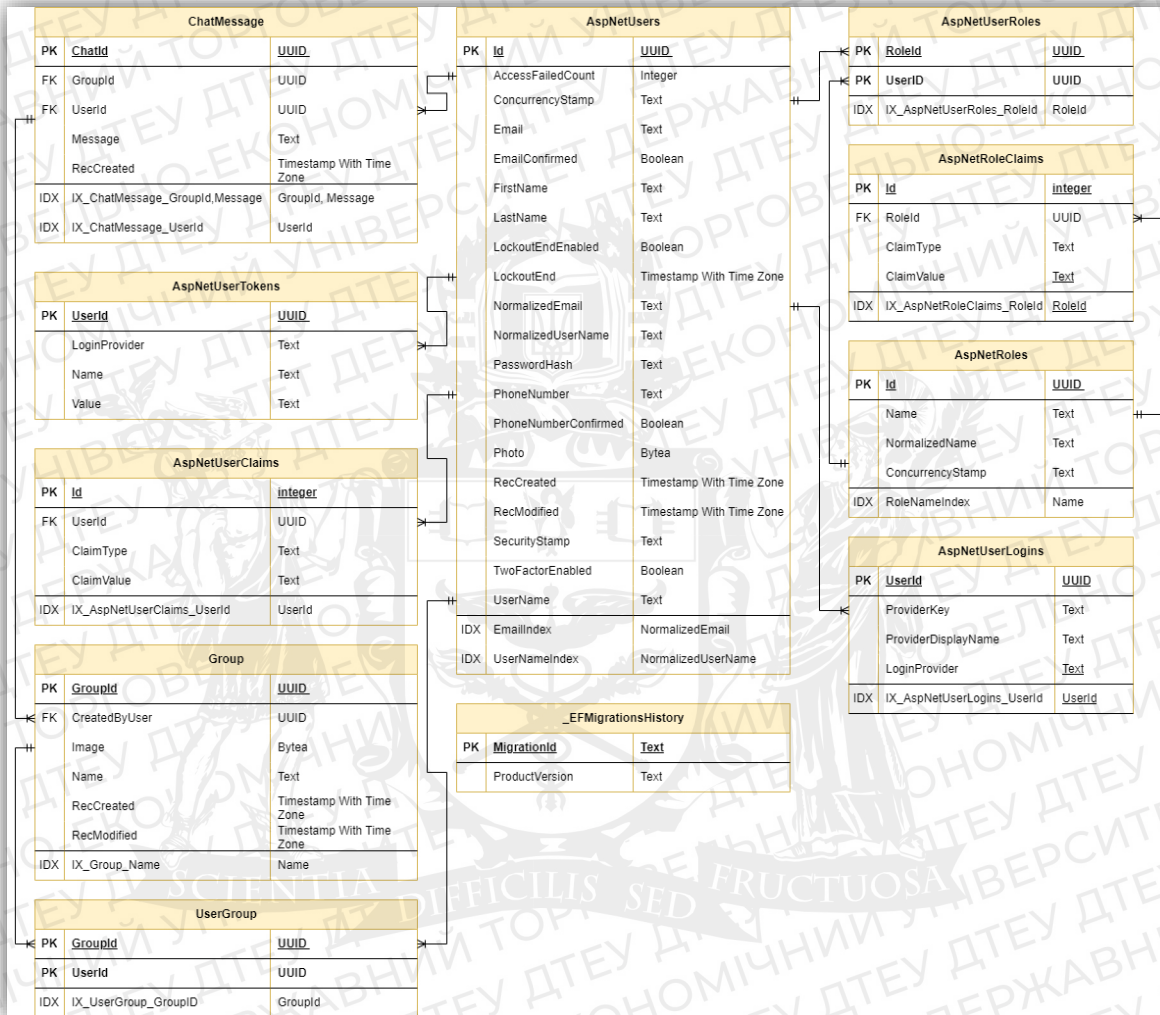 ChatMessage
PK ChatId UUID
FK GroupId UUID
FK UserId UUID
Message Text
RecCreated Timestamp With Time
Zone
IDX IX_ChatMessage_GroupId,Message GroupId, Message
IDX IX_ChatMessage_UserId UserId
AspNetUserTokens
PK UserId UUID
LoginProvider Text
Name Text
Value Text
AspNetUserClaims
PK Id integer
FK UserId UUID
ClaimType Text
ClaimValue Text
IDX IX_AspNetUserClaims_UserId UserId
Group
PK GroupId UUID
FK CreatedByUser UUID
Image Bytea
Name Text
RecCreated Timestamp With Time
Zone
RecModified Timestamp With Time
Zone
IDX IX_Group_Name Name
UserGroup
PK GroupId UUID
PK UserId UUID
IDX IX_UserGroup_GroupID GroupId
AspNetUsers
PK Id UUID
AccessFailedCount Integer
ConcurrencyStamp Text
Email Text
EmailConfirmed Boolean
FirstName Text
LastName Text
LockoutEndEnabled Boolean
LockoutEnd Timestamp With Time Zone
NormalizedEmail Text
NormalizedUserName Text
PasswordHash Text
PhoneNumber Text
PhoneNumberConfirmed Boolean
Photo Bytea
RecCreated Timestamp With Time Zone
RecModified Timestamp With Time Zone
SecurityStamp Text
TwoFactorEnabled Boolean
UserName Text
IDX EmailIndex NormalizedEmail
IDX UserNameIndex NormalizedUserName
_EFMigrationsHistory
PK MigrationId Text
ProductVersion Text
AspNetUserRoles
PK RoleId UUID
PK UserID UUID
IDX IX_AspNetUserRoles_RoleId RoleId
AspNetRoleClaims
PK Id integer
FK RoleId UUID
ClaimType Text
ClaimValue Text
IDX IX_AspNetRoleClaims_RoleId RoleId
AspNetRoles
PK Id UUID
Name Text
NormalizedName Text
ConcurrencyStamp Text
IDX RoleNameIndex Name
AspNetUserLogins
PK UserId UUID
ProviderKey Text
ProviderDisplayName Text
LoginProvider Text
IDX IX_AspNetUserLogins_UserId UserId
SCIENTIA DIFFICILIS SED FRUCTUOSA